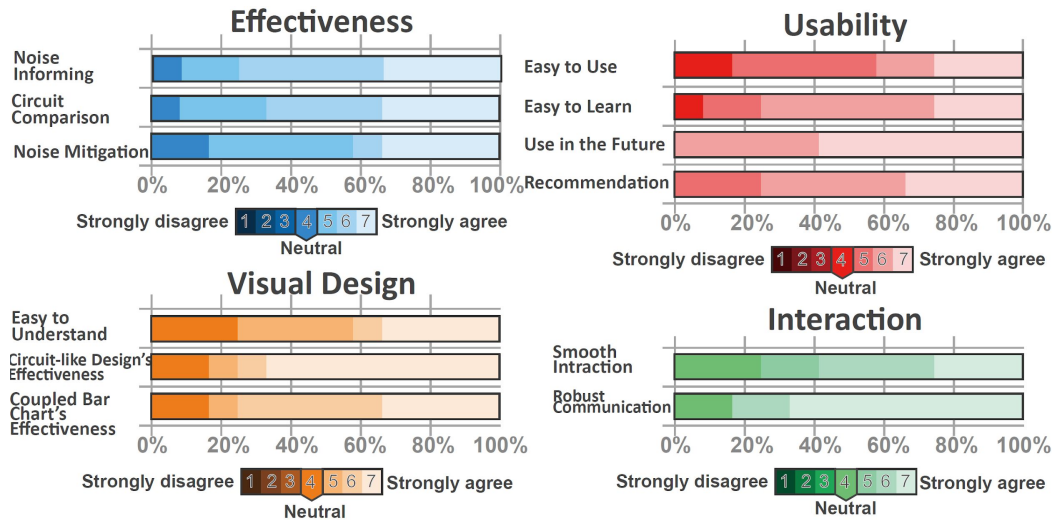 Effectiveness
Noise
Informing
Circuit
Comparison
Noise Mitigation
0% 20% 40% 60% 80% 100%
Strongly disagree 1 2 3 4 5 6 7 Strongly agree
Neutral
Usability
Easy to Use
Easy to Learn
Use in the Future
Recommendation
0% 20% 40% 60% 80% 100%
Strongly disagree 1 2 3 4 5 6 7 Strongly agree
Neutral
Visual Design
Easy to
Understand
Circuit-like Design's
Effectiveness
Coupled Bar
Chart's
Effectiveness
0% 20% 40% 60% 80% 100%
Strongly disagree 1 2 3 4 5 6 7 Strongly agree
Neutral
Interaction
Smooth
Intraction
Robust
Communication
0% 20% 40% 60% 80% 100%
Strongly disagree 1 2 3 4 5 6 7 Strongly agree
Neutral